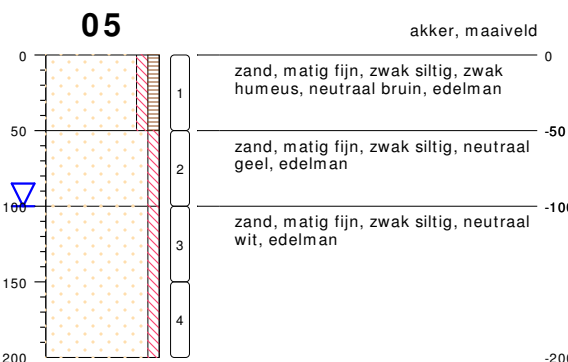 05
akker, maaiveld
0
0
zand, matig fijn, zwak siltig, zwak
humeus, neutraal bruin, edelman
1
50
-50
zand, matig fijn, zwak siltig, neutraal
geel, edelman
2
100
-100
zand, matig fijn, zwak siltig, neutraal
wit, edelman
3
150
4
200
-200